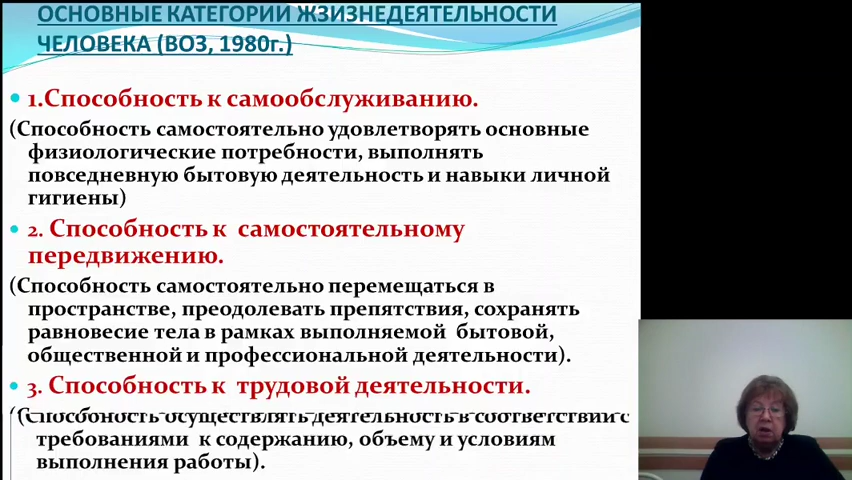 ОСНОВНЫЕ КАТЕГОРИИ ЖЗИЗНЕДЕЯТЕЛЬНОСТИ
ЧЕЛОВЕКА (ВОЗ, 1980г.)
1.Способность к самообслуживанию.
(Способность самостоятельно удовлетворять основные
физиологические потребности, выполнять
повседневную бытовую деятельность и навыки личной
гигиены)
2. Способность к самостоятельному
передвижению.
(Способность самостоятельно перемещаться в
пространстве, преодолевать препятствия, сохранять
равновесие тела в рамках выполняемой бытовой,
общественной и профессиональной деятельности).
3. Способность к трудовой деятельности.
(Способность осуществлять деятельность в соответствии с
требованиями к содержанию, объему и условиям
выполнения работы).